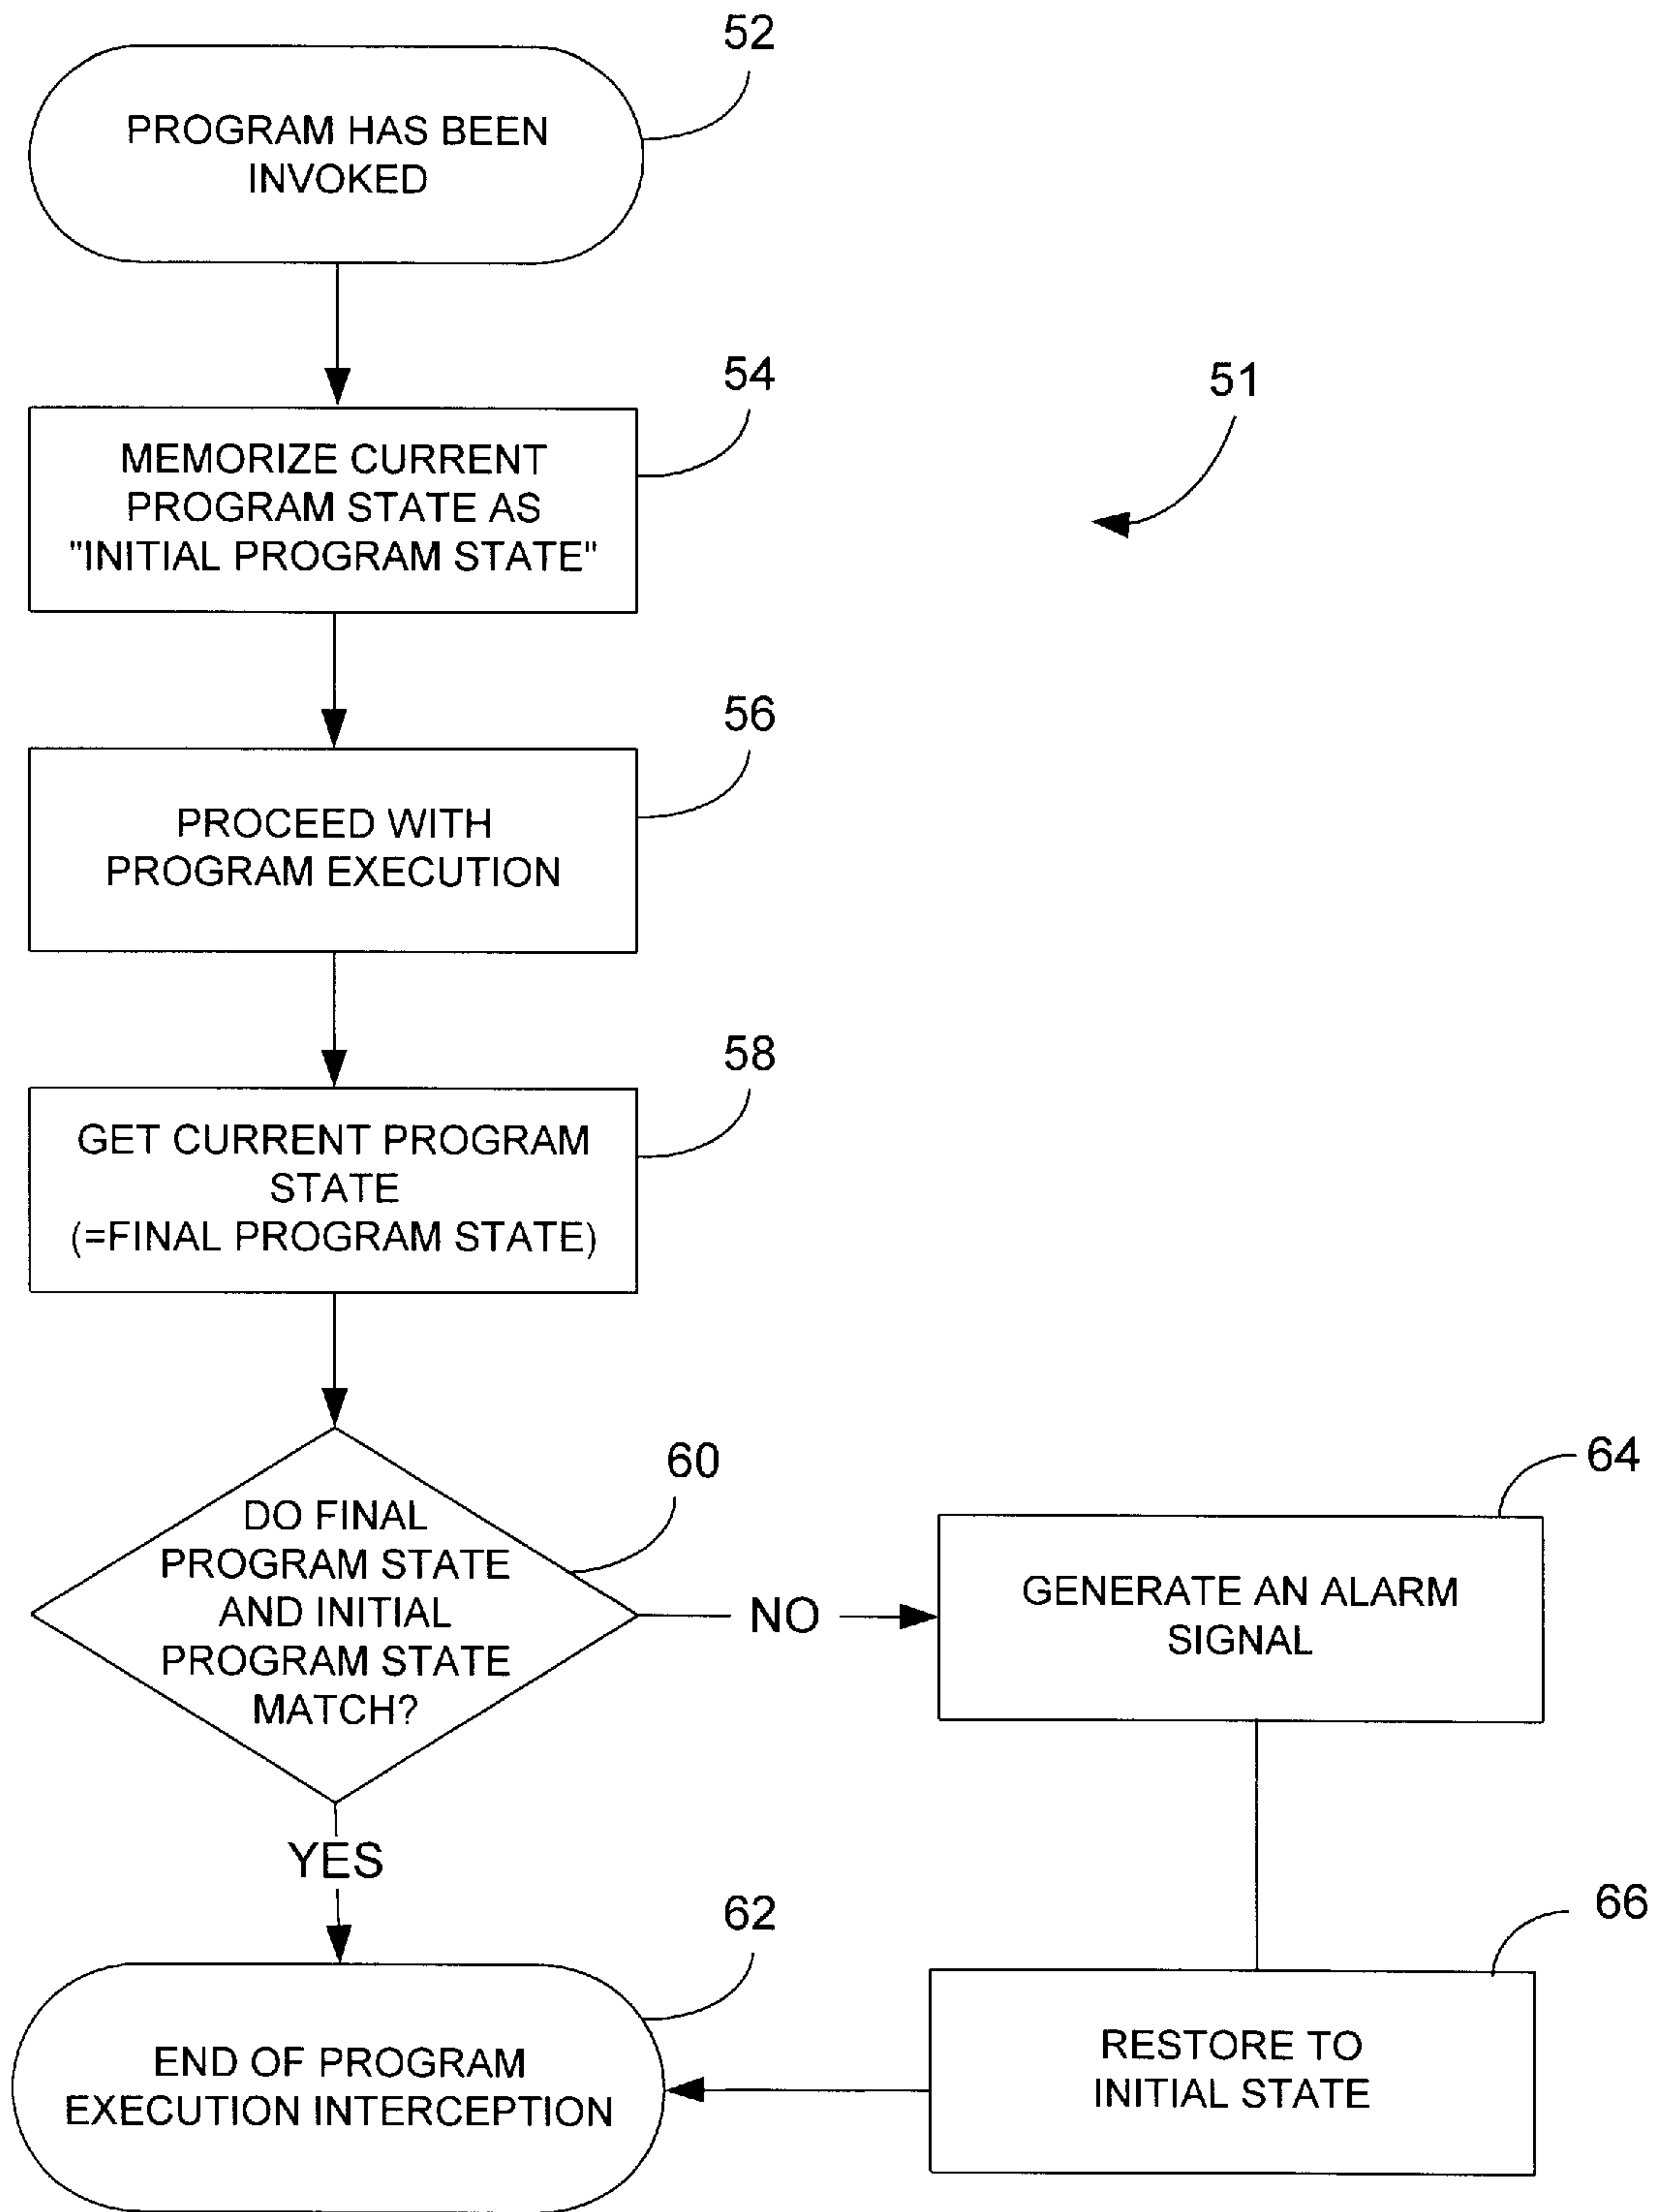 52
PROGRAM HAS BEEN
INVOKED
54
MEMORIZE CURRENT
PROGRAM STATE AS
"INITIAL PROGRAM STATE"
51
56
PROCEED WITH
PROGRAM EXECUTION
58
GET CURRENT PROGRAM
STATE
(=FINAL PROGRAM STATE)
60
DO FINAL
PROGRAM STATE
AND INITIAL
PROGRAM STATE
MATCH?
NO
64
GENERATE AN ALARM
SIGNAL
YES
62
END OF PROGRAM
EXECUTION INTERCEPTION
66
RESTORE TO
INITIAL STATE